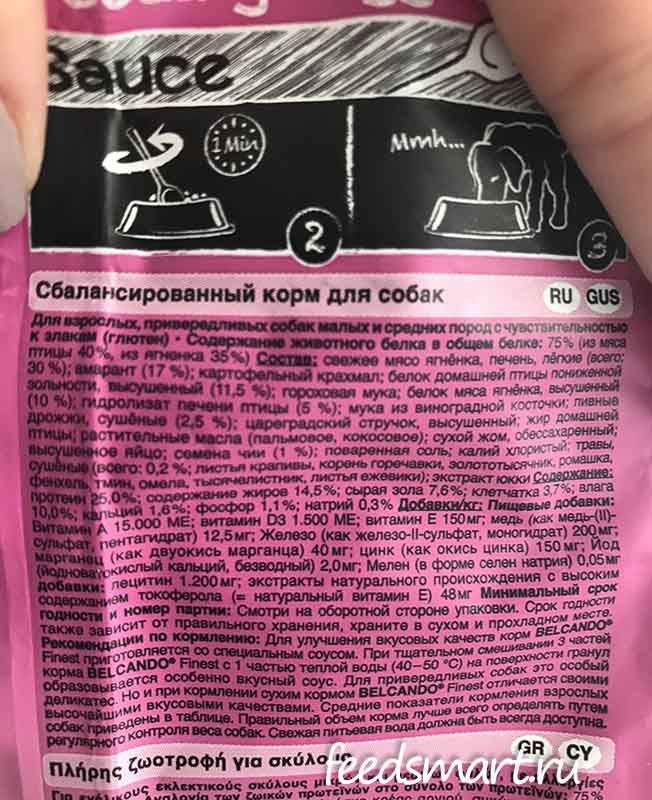 Sauce
1 Min
Mmh...
2
3
Сбалансированный корм для собак RU GUS
Для взрослых, привередливых собак малых и средних пород с чувствительностью
к злакам (глютен) · Содержание животного белка в общем белке: 75% (из мяса
птицы 40%, из ягненка 35%) Состав: свежее мясо ягнёнка, печень, лёгкие (всего:
30 %); амарант (17 %); картофельный крахмал; белок домашней птицы пониженной
зольности, высушенный (11,5 %); гороховая мука; белок мяса ягнёнка, высушенный
(10 %); гидролизат печени птицы (5 %); мука из виноградной косточки; пивные
дрожжи, сушёные (2,5 %); цареградский стручок, высушенный; жир домашней
птицы; растительные масла (пальмовое, кокосовое); сухой жом, обессахаренный;
высушенное яйцо; семена чии (1 %); поваренная соль; калий хлористый; травы,
сушёные (всего: 0,2 %; листья крапивы, корень горечавки, золототысячник, ромашка,
фенхель, тмин, омела, тысячелистник, листья ежевики); экстракт юкки Содержание:
протеин 25,0%; содержание жиров 14,5%; сырая зола 7,6%; клетчатка 3,7%; влага
10,0%; кальций 1,6%; фосфор 1,1%; натрий 0,3% Добавки/кг: Пищевые добавки:
Витамин A 15.000 ME; витамин D3 1.500 ME; витамин E 150мг; медь (как медь-(II)-
сульфат, пентагидрат) 12,5мг; Железо (как железо-II-сульфат, моногидрат) 200мг;
марганец (как двуокись марганца) 40мг; цинк (как окись цинка) 150мг; Йод
(йодноватокислый кальций, безводный) 2,0мг; Мелен (в форме селен натрия) 0,05мг
добавки: лецитин 1.200мг; экстракты натурального происхождения с высоким
содержанием токоферола (= натуральный витамин E) 48мг Минимальный срок
годности и номер партии: Смотри на оборотной стороне упаковки. Срок годности
также зависит от правильного хранения, храните в сухом и прохладном месте.
Рекомендации по кормлению: Для улучшения вкусовых качеств корм BELCANDO®
Finest приготовляется со специальным соусом. При тщательном смешивании 3 частей
корма BELCANDO® Finest с 1 частью теплой воды (40–50 °C) на поверхности гранул
образовывается особенно вкусный соус. Для привередливых собак это особый
деликатес. Но и при кормлении сухим кормом BELCANDO® Finest отличается своими
высочайшими вкусовыми качествами. Средние показатели кормления взрослых
собак приведены в таблице. Правильный объем корма лучше всего определять путем
регулярного контроля веса собак. Свежая питьевая вода должна быть всегда доступна.
Πλήρης ζωοτροφή για σκύλους GR CY
feedsmart.ru